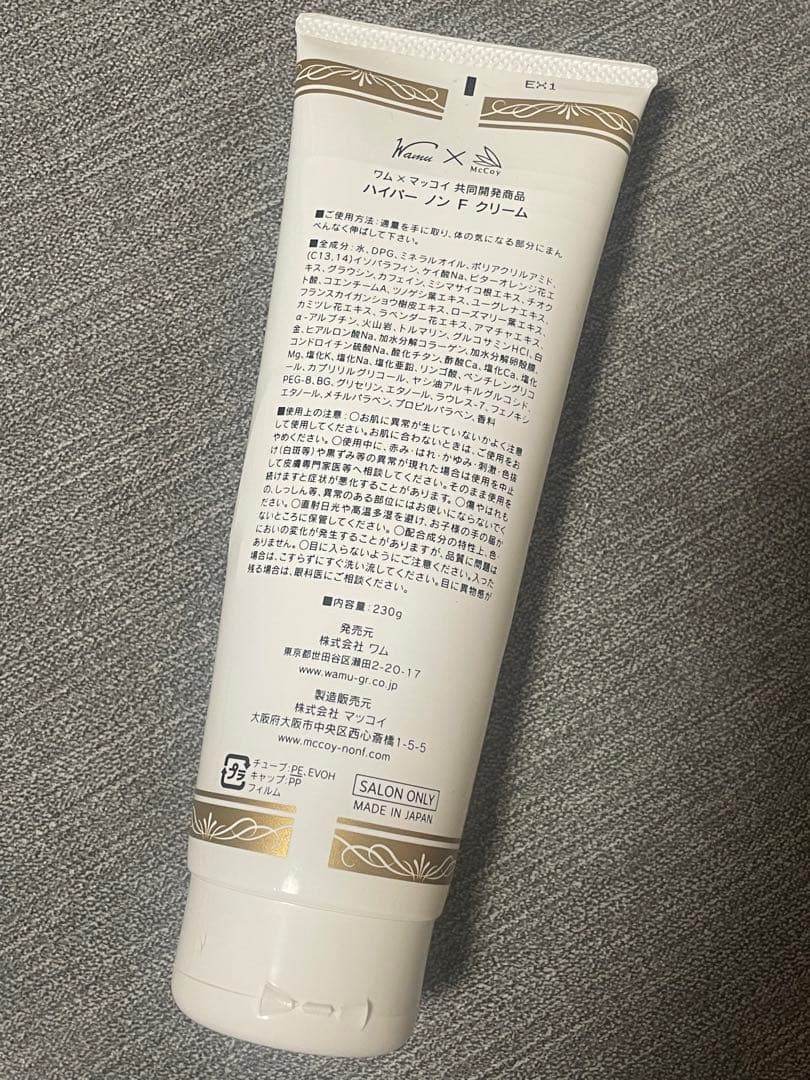 EX1
Wamu × McCoy
ワム×マッコイ 共同開発商品
ハイパー ノン F クリーム
■ご使用方法：適量を手に取り、体の気になる部分にまん
べんなく伸ばして下さい。
■全成分：水、DPG、ミネラルオイル、ポリアクリルアミド、
(C13,14)イソパラフィン、ケイ酸Na、ビターオレンジ花エ
キス、グラウシン、カフェイン、ミシマサイコ根エキス、チオク
ト酸、コエンチームA、ツノゲシ葉エキス、ユーグレナエキス、
フランスカイガンショウ樹皮エキス、ローズマリー葉エキス、
カミツレ花エキス、ラベンダー花エキス、アマチャエキス、
α-アルブチン、火山岩、トルマリン、グルコサミンHCl、白
金、ヒアルロン酸Na、加水分解コラーゲン、加水分解卵殻膜、
コンドロイチン硫酸Na、酸化チタン、酢酸Ca、塩化Ca、塩化
Mg、塩化K、塩化Na、塩化亜鉛、リンゴ酸、ペンチレングリコ
ール、カプリリルグリコール、ヤシ油アルキルグルコシド、
PEG-8、BG、グリセリン、エタノール、ラウレス-7、フェノキシ
エタノール、メチルパラベン、プロピルパラベン、香料
■使用上の注意：○お肌に異常が生じていないかよく注意
して使用してください。お肌に合わないときは、ご使用をお
やめください。○使用中に、赤み・はれ・かゆみ・刺激・色抜
け(白斑等)や黒ずみ等の異常が現れた場合は使用を中止
して皮膚専門家医等へ相談してください。そのまま使用を
続けますと症状が悪化することがあります。○傷やはれも
の、しっしん等、異常のある部位にはお使いにならないでく
ださい。○直射日光や高温多湿を避け、お子様の手の届か
ないところに保管してください。○配合成分の特性上、色・
においの変化が発生することがありますが、品質に問題は
ありません。○目に入らないようにご注意ください。入った
場合は、こすらずにすぐ洗い流してください。目に異物感が
残る場合は、眼科医にご相談ください。
■内容量：230g
発売元
株式会社 ワム
東京都世田谷区瀬田2-20-17
www.wamu-gr.co.jp
製造販売元
株式会社 マッコイ
大阪府大阪市中央区西心斎橋1-5-5
www.mccoy-nonf.com
プラ
チューブ：PE、EVOH
キャップ：PP
フィルム
SALON ONLY
MADE IN JAPAN